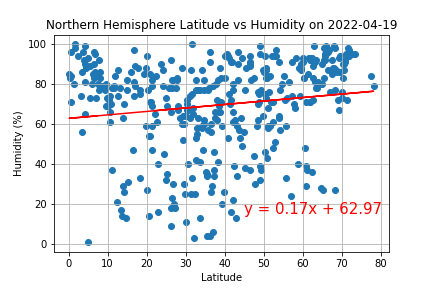 Northern Hemisphere Latitude vs Humidity on 2022-04-19
100
80
60
40
20
0
Humidity (%)
y = 0.17x + 62.97
0 10 20 30 40 50 60 70 80
Latitude